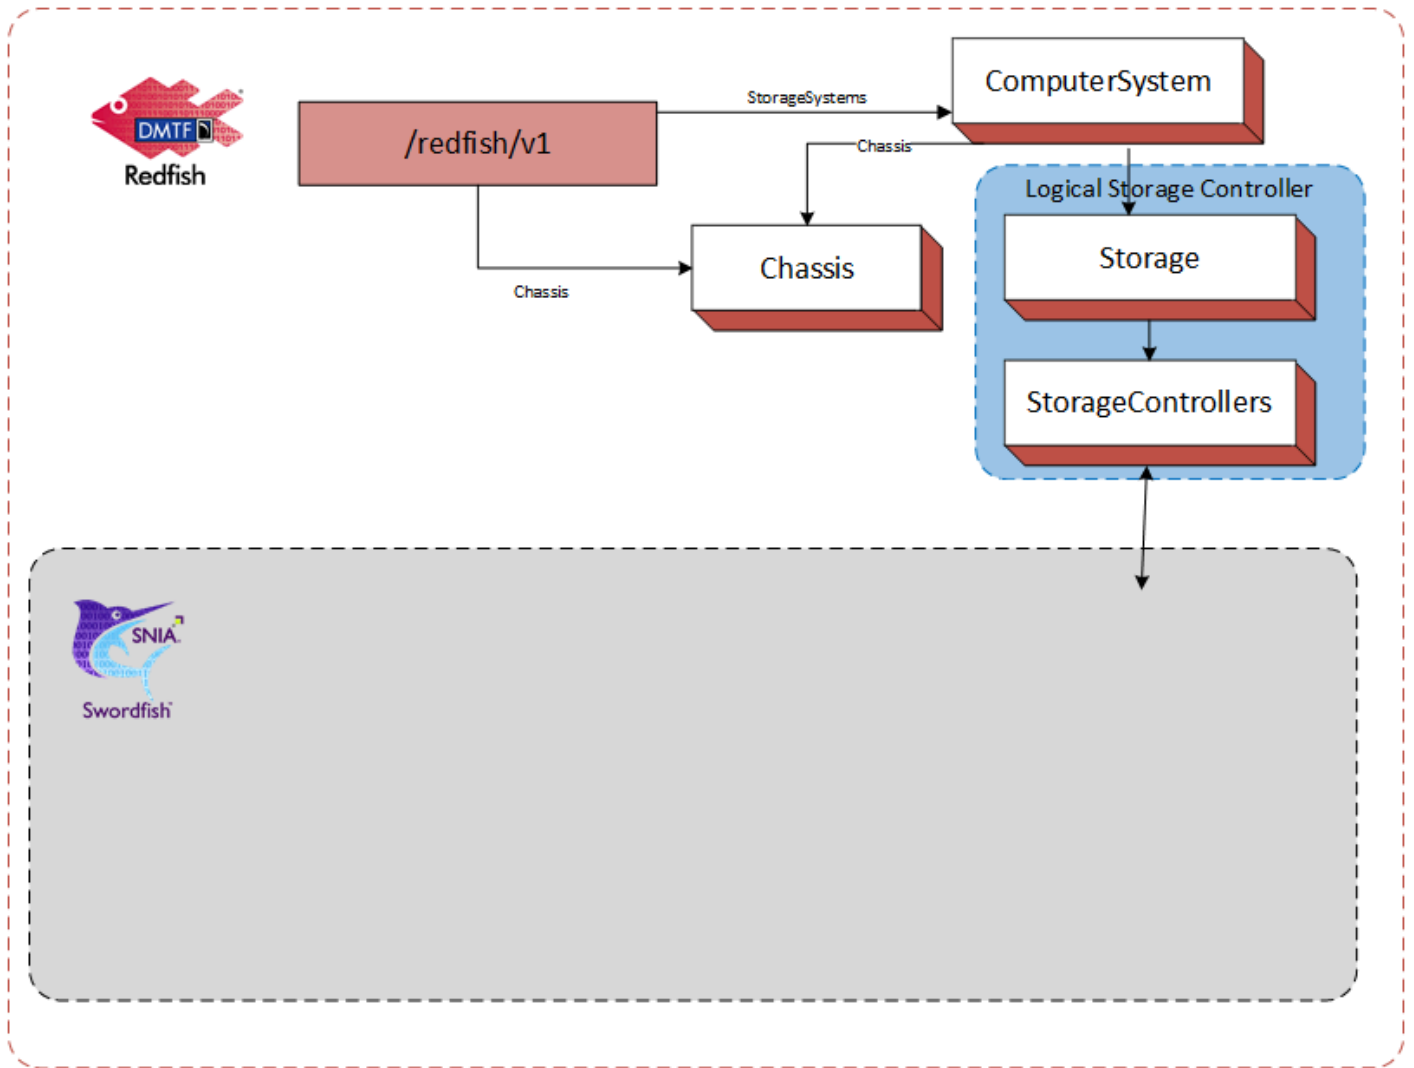 StorageSystems
ComputerSystem
DMTF
Redfish
/redfish/v1
Chassis
Logical Storage Controller
Chassis
Storage
Chassis
StorageControllers
SNIA
Swordfish